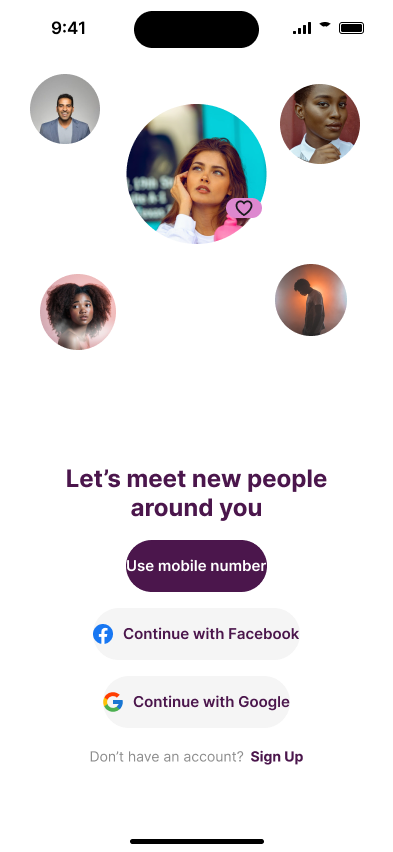 9:41
Let’s meet new people
around you
Use mobile number
Continue with Facebook
Continue with Google
Don’t have an account? Sign Up